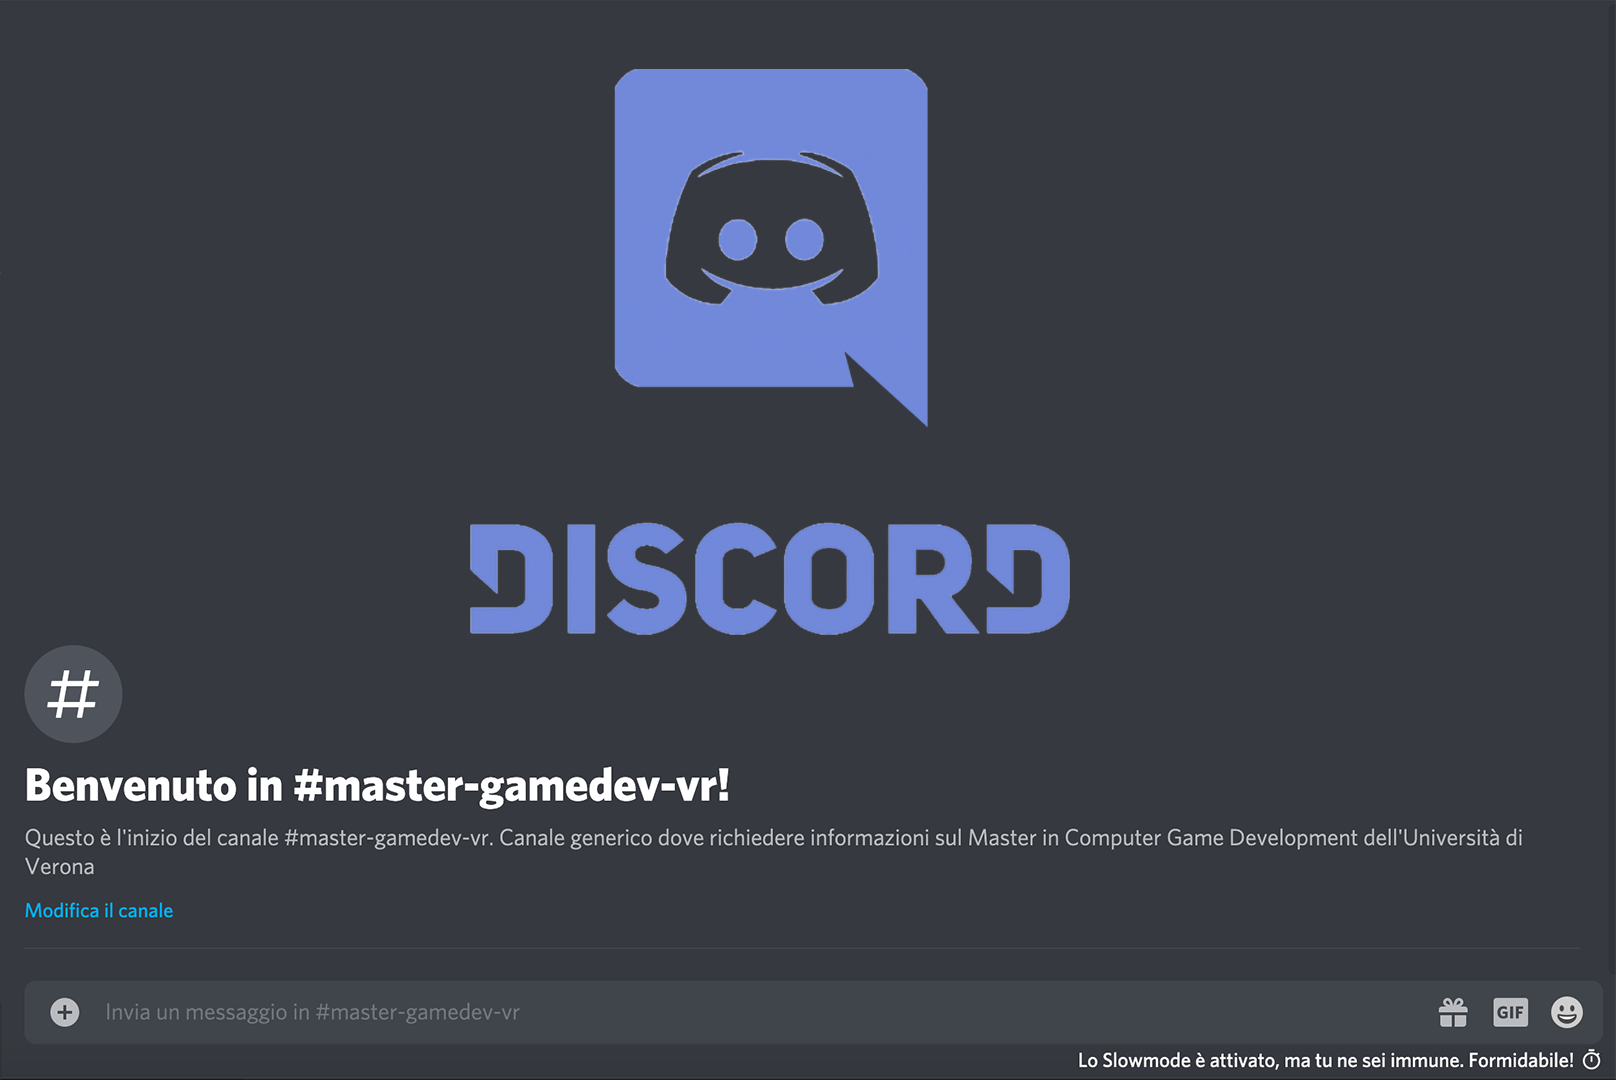 DISCORD
#
Benvenuto in #master-gamedev-vr!
Questo è l'inizio del canale #master-gamedev-vr. Canale generico dove richiedere informazioni sul Master in Computer Game Development dell'Università di
Verona
Modifica il canale
Invia un messaggio in #master-gamedev-vr
GIF
Lo Slowmode è attivato, ma tu ne sei immune. Formidabile!